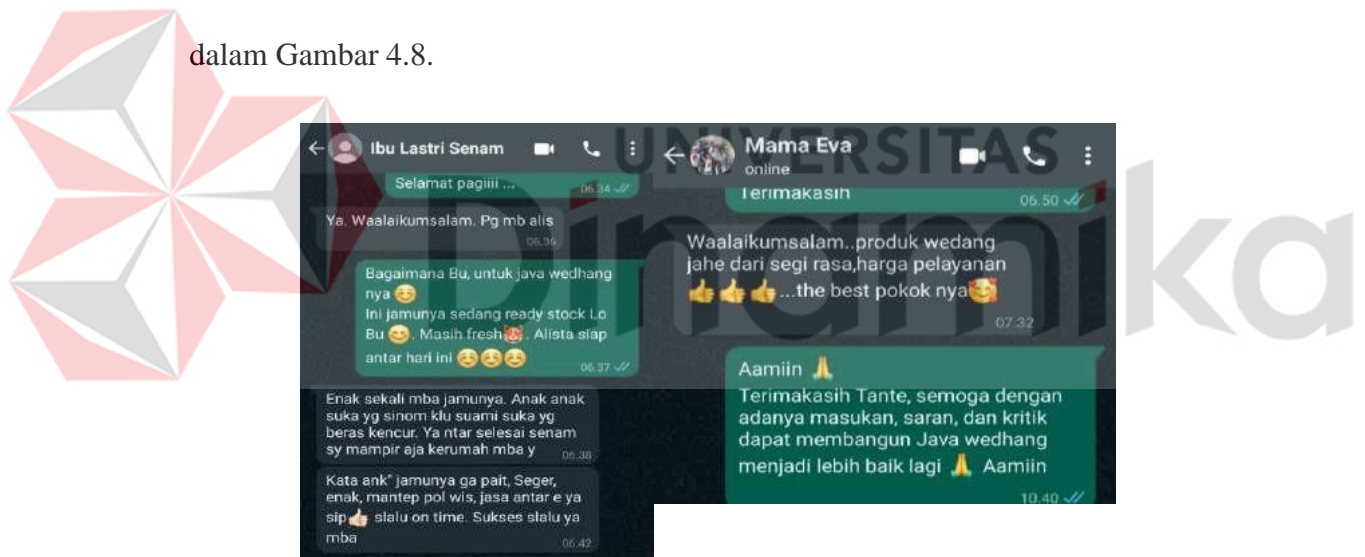 dalam Gambar 4.8.
UNIVERSITAS
Dinamika
Ibu Lastri Senam
Selamat pagiiii ...
06.34
Ya. Waalaikumsalam. Pg mb alis
06.36
Bagaimana Bu, untuk java wedhang
nya 😊
Ini jamunya sedang ready stock Lo
Bu 😊. Masih fresh😻. Alista siap
antar hari ini ☺️☺️☺️
06.37
Enak sekali mba jamunya. Anak anak
suka yg sinom klu suami suka yg
beras kencur. Ya ntar selesai senam
sy mampir aja kerumah mba y
06.38
Kata ank" jamunya ga pait, Seger,
enak, mantep pol wis, jasa antar e ya
sip👍 slalu on time. Sukses slalu ya
mba
06.42
Mama Eva
online
Terimakasih
06.50
Waalaikumsalam..produk wedang
jahe dari segi rasa,harga pelayanan
👍👍👍...the best pokok nya🥰
07.32
Aamiin 🙏
Terimakasih Tante, semoga dengan
adanya masukan, saran, dan kritik
dapat membangun Java wedhang
menjadi lebih baik lagi 🙏 Aamiin
10.40